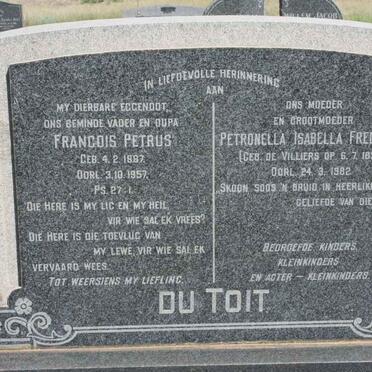 IN LIEFDEVOLLE HERINNERING
AAN
MY DIERBARE EGGENOOT,
ONS BEMINDE VADER EN OUPA
FRANCOIS PETRUS
GEB. 4.2.1887.
OORL. 3.10.1957.
PS. 27:1.
DIE HERE IS MY LIG EN MY HEIL
VIR WIE SAL EK VREES?
DIE HERE IS DIE TOEVLUG VAN
MY LEWE, VIR WIE SAL EK
VERVAARD WEES.
TOT WEERSIENS MY LIEFLING.
ONS MOEDER
EN GROOTMOEDER
PETRONELLA ISABELLA
(GEB. DE VILLIERS OP 6.7.
OORL. 24.3.1982
SKOON SOOS 'N BRUID IN
GELIEFDE VAN DIE
BEDROEFDE KINDERS,
KLEINKINDERS
EN AGTER – KLEINKINDERS.
DU TOIT
WILLEM JACOB